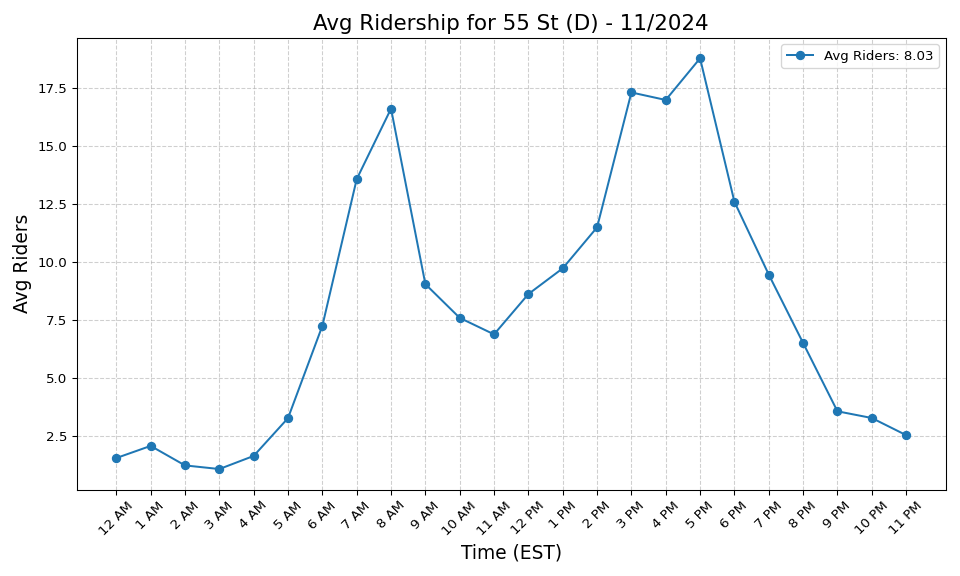 Avg Ridership for 55 St (D) - 11/2024
Avg Riders: 8.03
Avg Riders
17.5
15.0
12.5
10.0
7.5
5.0
2.5
12 AM
1 AM
2 AM
3 AM
4 AM
5 AM
6 AM
7 AM
8 AM
9 AM
10 AM
11 AM
12 PM
1 PM
2 PM
3 PM
4 PM
5 PM
6 PM
7 PM
8 PM
9 PM
10 PM
11 PM
Time (EST)